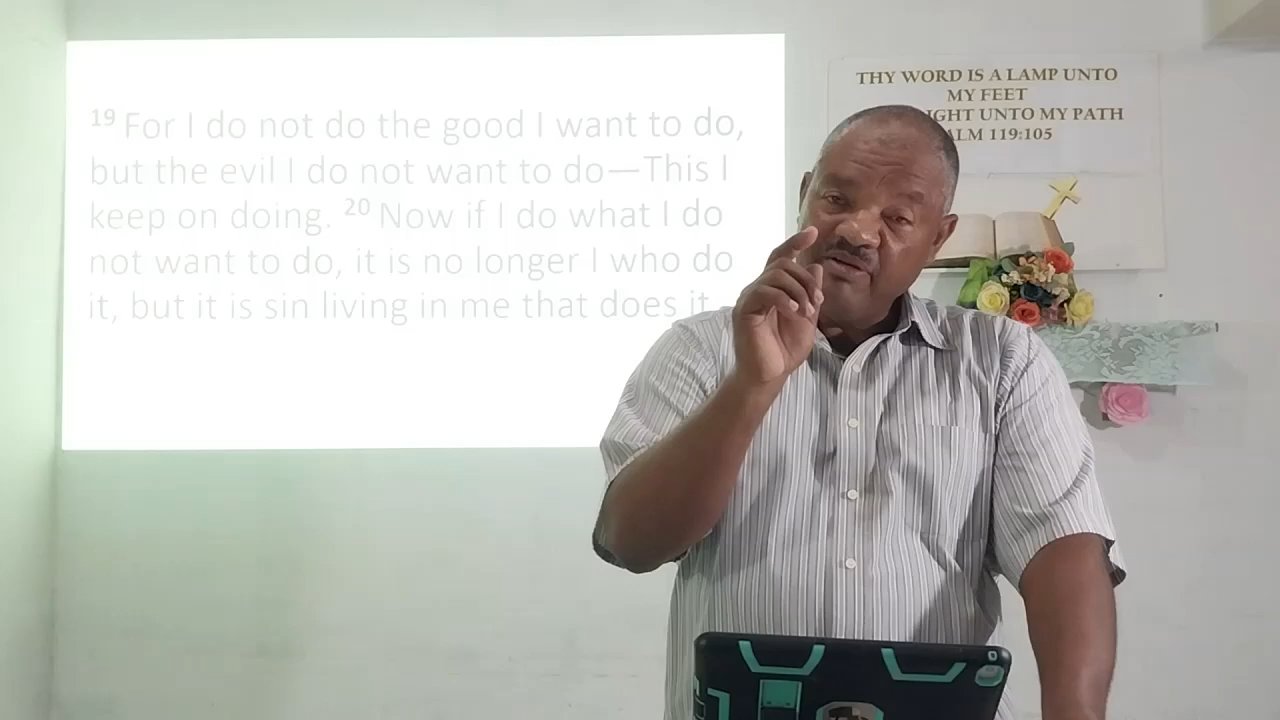 19 For I do not do the good I want to do,
but the evil I do not want to do—This I
keep on doing. 20 Now if I do what I do
not want to do, it is no longer I who do
it, but it is sin living in me that does it
THY WORD IS A LAMP UNTO
MY FEET
IGHT UNTO MY PATH
ALM 119:105